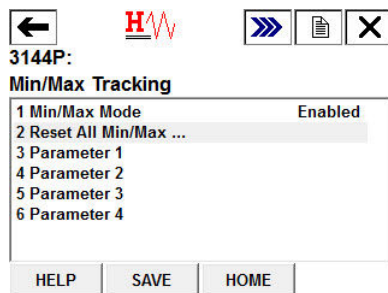 H
3144P:
Min/Max Tracking
1 Min/Max Mode Enabled
2 Reset All Min/Max ...
3 Parameter 1
4 Parameter 2
5 Parameter 3
6 Parameter 4
HELP SAVE HOME